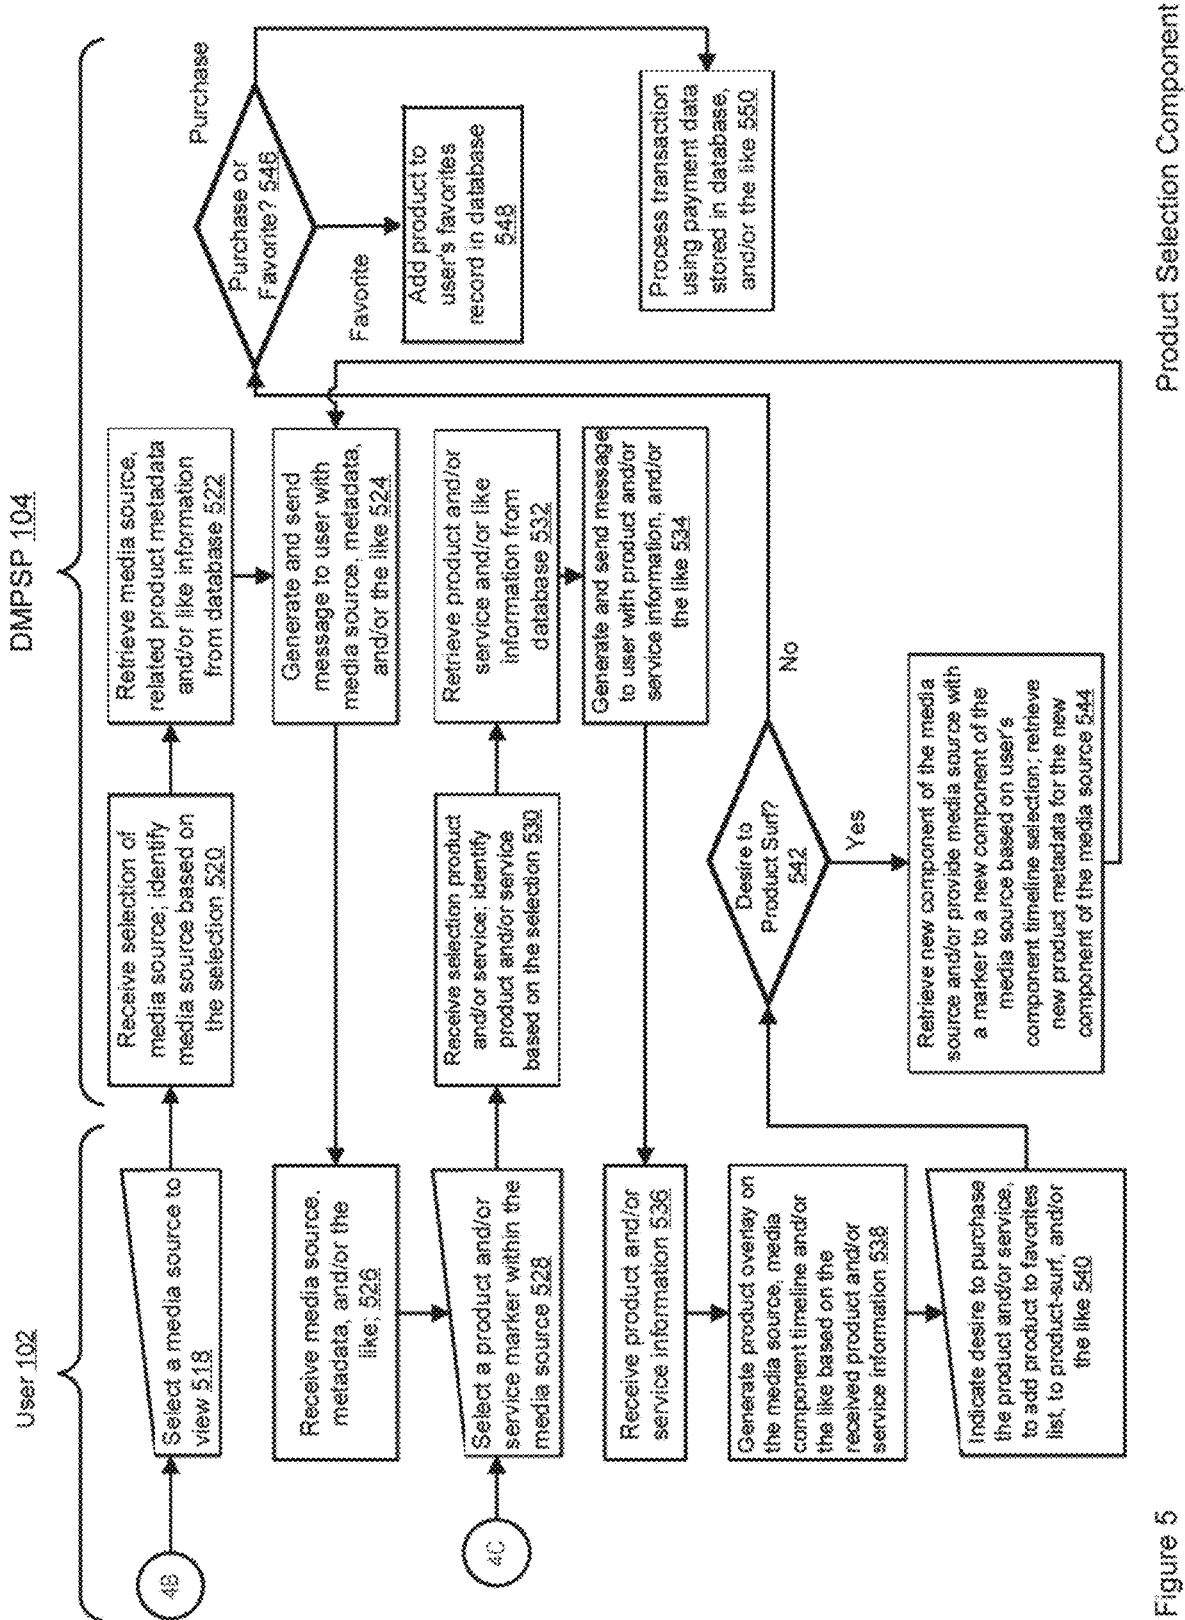 User 102
DMPSP 104
4B
Select a media source to
view 518
Receive selection of
media source; identify
media source based on
the selection 520
Retrieve media source,
related product metadata
and/or like information
from database 522
Generate and send
message to user with
media source, metadata,
and/or the like 524
Receive media source,
metadata, and/or the
like; 526
4C
Select a product and/or
service marker within the
media source 528
Receive selection product
and/or service; identify
product and/or service
based on the selection 530
Retrieve product and/or
service and/or like
information from
database 532
Generate and send message
to user with product and/or
service information, and/or
the like 534
Receive product and/or
service information 536
Generate product overlay on
the media source, media
component timeline and/or
the like based on the
received product and/or
service information 538
Indicate desire to purchase
the product and/or service,
to add product to favorites
list, to product-surf, and/or
the like 540
Desire to
Product Surf?
542
No
Yes
Retrieve new component of the media
source and/or provide media source with
a marker to a new component of the
media source based on user's
component timeline selection; retrieve
new product metadata for the new
component of the media source 544
Purchase or
Favorite? 546
Purchase
Favorite
Add product to
user's favorites
record in database
548
Process transaction
using payment data
stored in database,
and/or the like 550
Figure 5
Product Selection Component